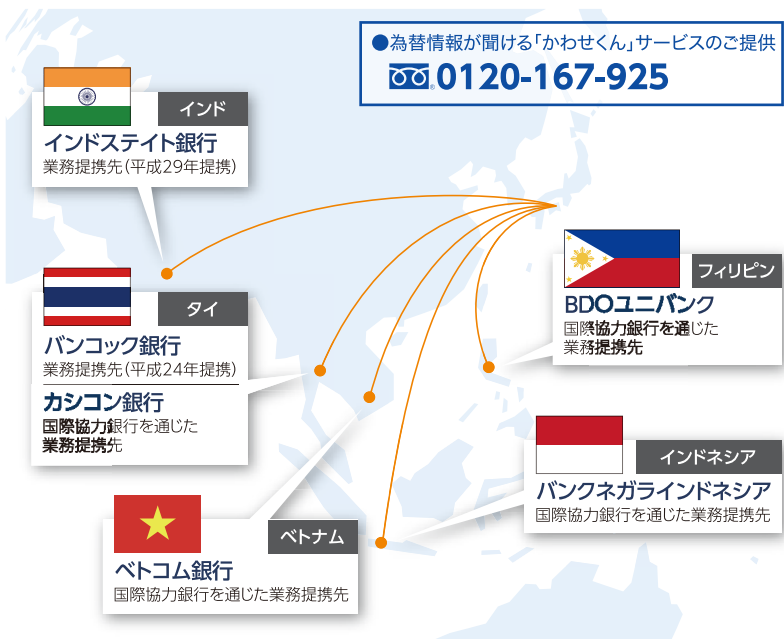 ●為替情報が聞ける「かわせくん」サービスのご提供
0120-167-925
インド
インドステイト銀行
業務提携先(平成29年提携)
タイ
バンコック銀行
業務提携先(平成24年提携)
カシコン銀行
国際協力銀行を通じた
業務提携先
ベトナム
ベトコム銀行
国際協力銀行を通じた業務提携先
フィリピン
BDOユニバンク
国際協力銀行を通じた
業務提携先
インドネシア
バンクネガラインドネシア
国際協力銀行を通じた業務提携先